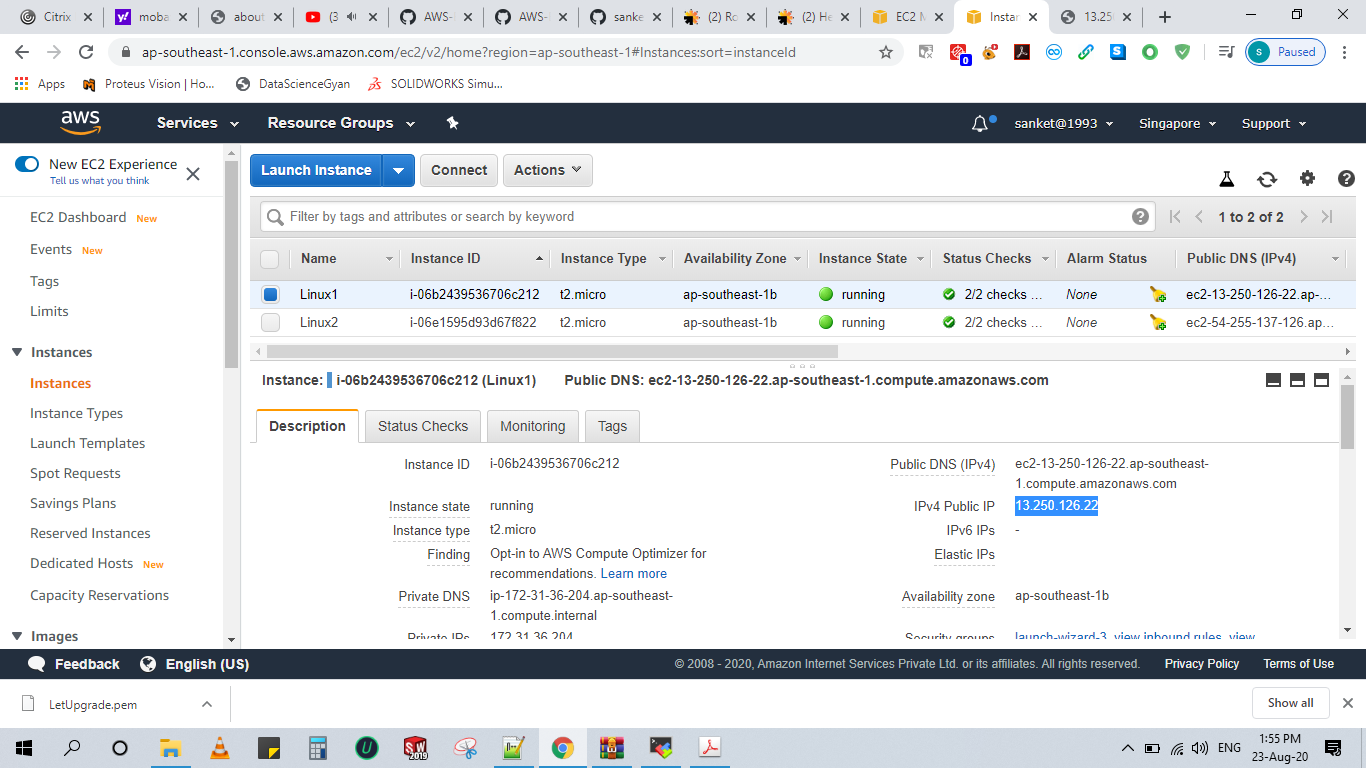 Citrix
moba
about
(3
AWS-
AWS-
sanke
(2) Ro
(2) He
EC2 M
Instan
13.250
ap-southeast-1.console.aws.amazon.com/ec2/v2/home?region=ap-southeast-1#Instances:sort=instanceId
0
S Paused
Apps Proteus Vision | Ho... DataScienceGyan SOLIDWORKS Simu...
aws Services Resource Groups sanket@1993 Singapore Support
New EC2 Experience
Tell us what you think
EC2 Dashboard New
Events New
Tags
Limits
Instances
Instances
Instance Types
Launch Templates
Spot Requests
Savings Plans
Reserved Instances
Dedicated Hosts New
Capacity Reservations
Images
Launch Instance Connect Actions
Filter by tags and attributes or search by keyword
1 to 2 of 2
Name Instance ID Instance Type Availability Zone Instance State Status Checks Alarm Status Public DNS (IPv4)
Linux1 i-06b2439536706c212 t2.micro ap-southeast-1b running 2/2 checks ... None ec2-13-250-126-22.ap-...
Linux2 i-06e1595d93d67f822 t2.micro ap-southeast-1b running 2/2 checks ... None ec2-54-255-137-126.ap...
Instance: i-06b2439536706c212 (Linux1) Public DNS: ec2-13-250-126-22.ap-southeast-1.compute.amazonaws.com
Description Status Checks Monitoring Tags
Instance ID i-06b2439536706c212
Public DNS (IPv4) ec2-13-250-126-22.ap-southeast-
1.compute.amazonaws.com
Instance state running
IPv4 Public IP 13.250.126.22
Instance type t2.micro
IPv6 IPs -
Finding Opt-in to AWS Compute Optimizer for
recommendations. Learn more
Elastic IPs
Private DNS ip-172-31-36-204.ap-southeast-
1.compute.internal
Availability zone ap-southeast-1b
Private IPs 172.31.36.204
Security groups launch-wizard-3. view inbound rules. view
Feedback English (US)
© 2008 - 2020, Amazon Internet Services Private Ltd. or its affiliates. All rights reserved. Privacy Policy Terms of Use
LetUpgrade.pem
Show all
SW
2019
ENG
1:55 PM
23-Aug-20